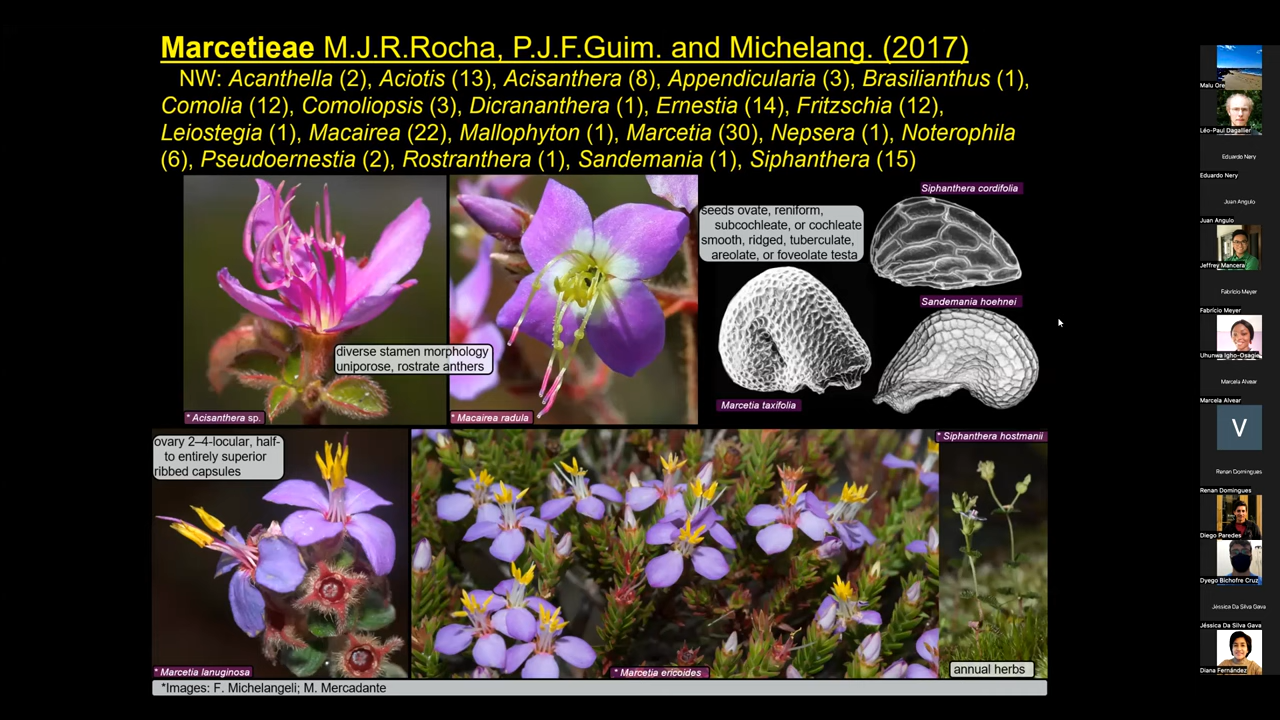 Marcetieae M.J.R.Rocha, P.J.F.Guim. and Michelang. (2017)
NW: Acanthella (2), Aciotis (13), Acisanthera (8), Appendicularia (3), Brasilianthus (1),
Comolia (12), Comoliopsis (3), Dicrananthera (1), Ernestia (14), Fritzschia (12),
Leiostegia (1), Macairea (22), Mallophyton (1), Marcetia (30), Nepsera (1), Noterophila
(6), Pseudoernestia (2), Rostranthera (1), Sandemania (1), Siphanthera (15)
Siphanthera cordifolia
seeds ovate, reniform,
subcochleate, or cochleate
smooth, ridged, tuberculate,
areolate, or foveolate testa
Sandemania hoehnei
diverse stamen morphology
uniporose, rostrate anthers
Marcetia taxifolia
* Acisanthera sp.
* Macairea radula
ovary 2–4-locular, half-
to entirely superior
ribbed capsules
* Siphanthera hostmanii
annual herbs
* Marcetia lanuginosa
* Marcetia ericoides
*Images: F. Michelangeli; M. Mercadante
Malu Ore
Léo-Paul Dagallier
Eduardo Nery
Eduardo Nery
Juan Angulo
Juan Angulo
Jeffrey Mancera
Fabrício Meyer
Fabrício Meyer
Uhunwa Igho-Osagie
Marcela Alvear
Marcela Alvear
V
Renan Domingues
Renan Domingues
Diego Paredes
Dyego Bichofre Cruz
Jéssica Da Silva Gava
Jéssica Da Silva Gava
Diana Fernández